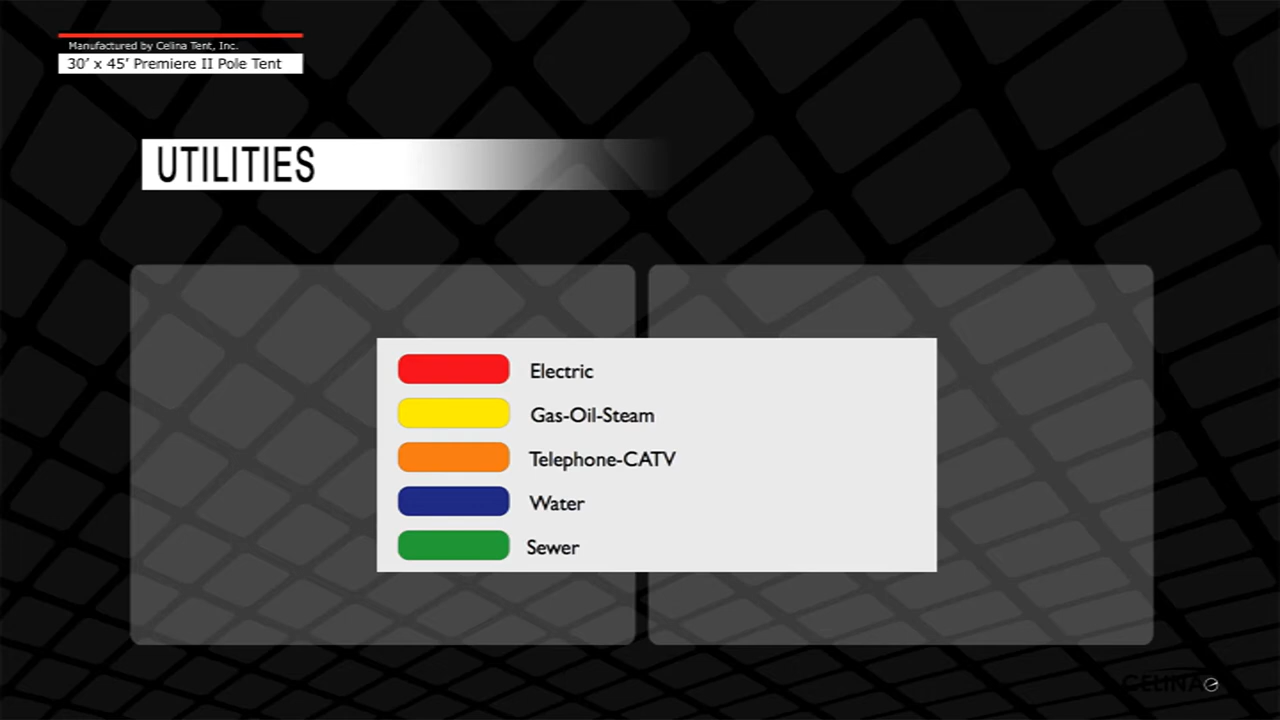 Manufactured by Celina Tent, Inc.
30’ x 45’ Premiere II Pole Tent
UTILITIES
Electric
Gas-Oil-Steam
Telephone-CATV
Water
Sewer
CELINA